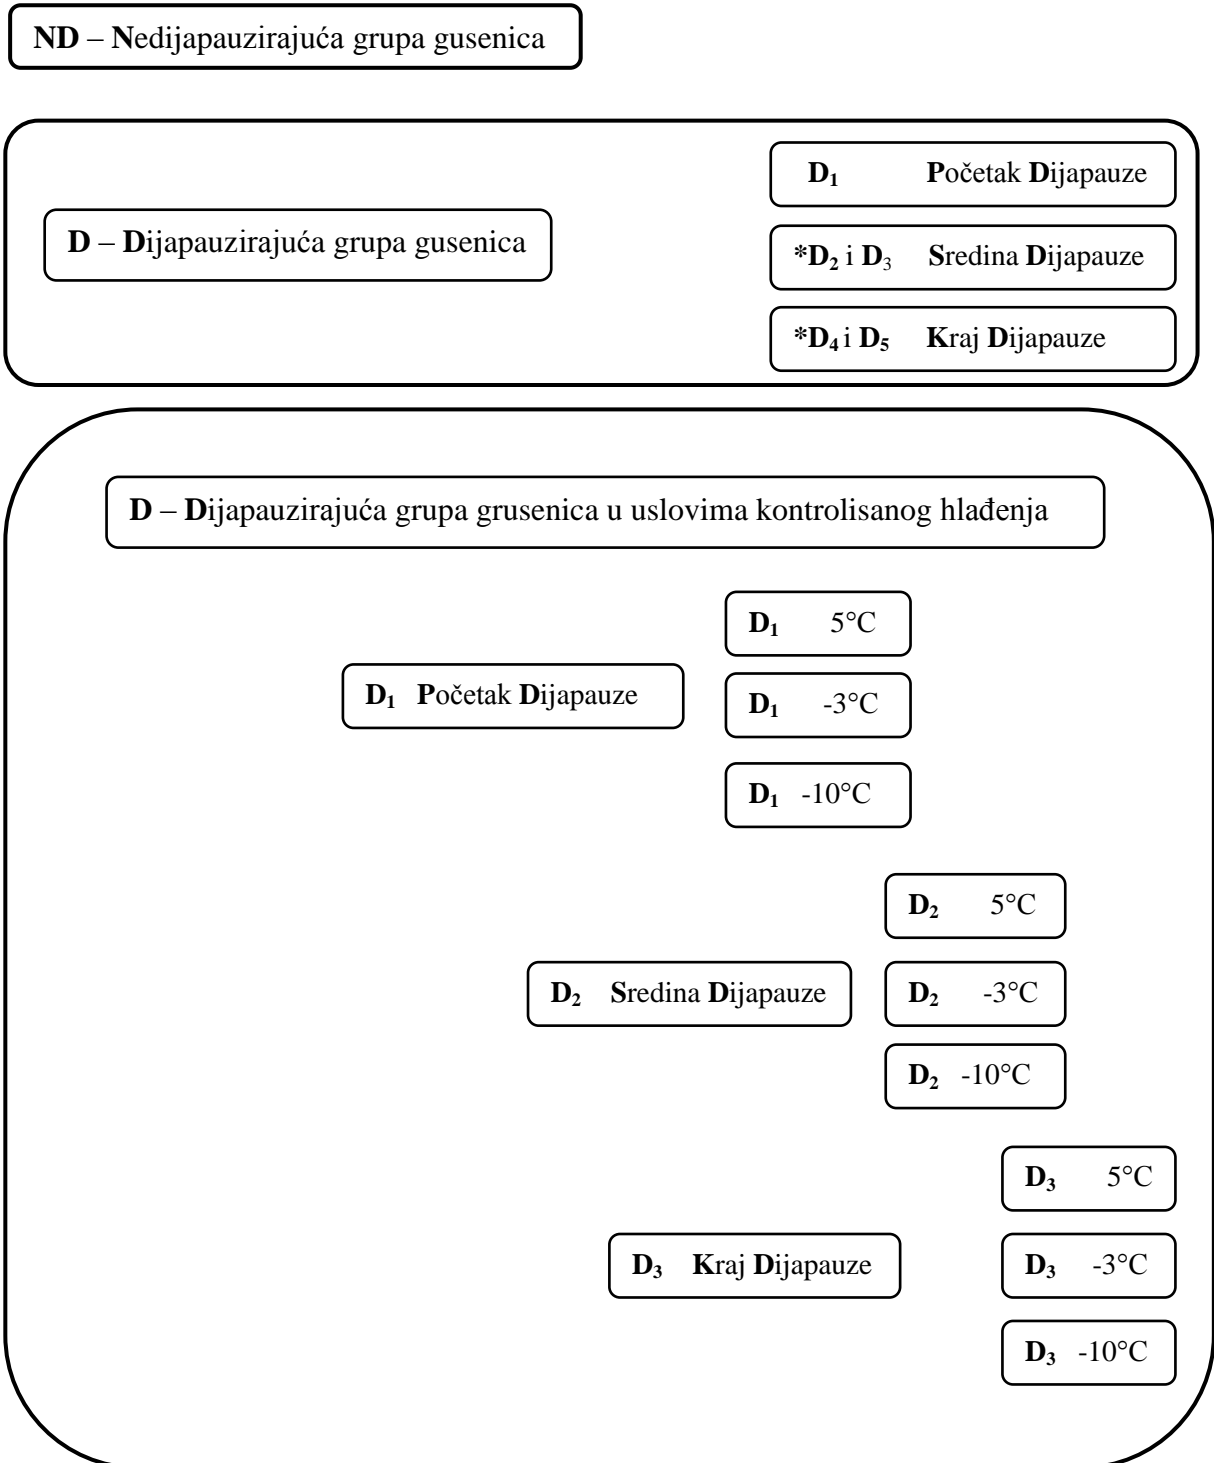 ND – Nedijapauzirajuća grupa gusenica
D – Dijapauzirajuća grupa gusenica
D₁ Početak Dijapauze
*D₂ i D₃ Sredina Dijapauze
*D₄ i D₅ Kraj Dijapauze
D – Dijapauzirajuća grupa grusenica u uslovima kontrolisanog hlađenja
D₁ Početak Dijapauze
D₁ 5°C
D₁ -3°C
D₁ -10°C
D₂ Sredina Dijapauze
D₂ 5°C
D₂ -3°C
D₂ -10°C
D₃ Kraj Dijapauze
D₃ 5°C
D₃ -3°C
D₃ -10°C